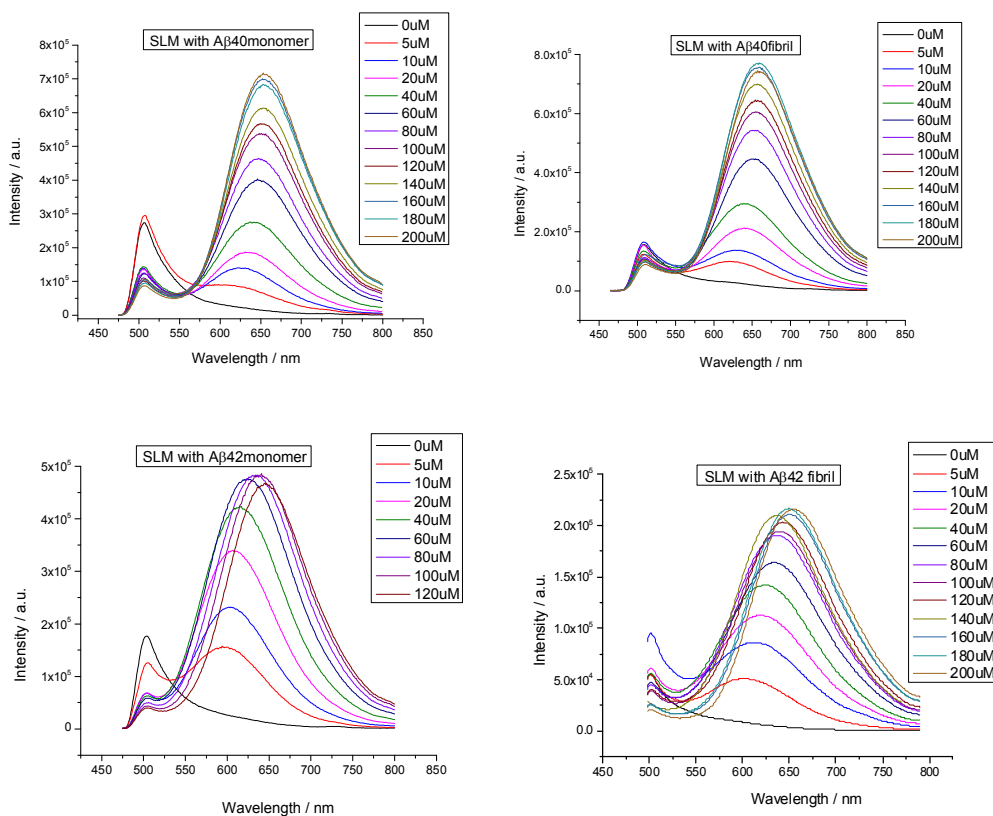 SLM with Aβ40monomer
0uM
5uM
10uM
20uM
40uM
60uM
80uM
100uM
120uM
140uM
160uM
180uM
200uM
8x10⁵
7x10⁵
6x10⁵
5x10⁵
4x10⁵
3x10⁵
2x10⁵
1x10⁵
0
Intensity / a.u.
450 500 550 600 650 700 750 800 850
Wavelength / nm
SLM with Aβ40fibril
0uM
5uM
10uM
20uM
40uM
60uM
80uM
100uM
120uM
140uM
160uM
180uM
200uM
8.0x10⁵
6.0x10⁵
4.0x10⁵
2.0x10⁵
0.0
Intensity / a.u.
450 500 550 600 650 700 750 800 850
Wavelength / nm
SLM with Aβ42monomer
0uM
5uM
10uM
20uM
40uM
60uM
80uM
100uM
120uM
5x10⁵
4x10⁵
3x10⁵
2x10⁵
1x10⁵
0
Intensity / a.u.
450 500 550 600 650 700 750 800 850
Wavelength / nm
SLM with Aβ42 fibril
0uM
5uM
10uM
20uM
40uM
60uM
80uM
100uM
120uM
140uM
160uM
180uM
200uM
2.5x10⁵
2.0x10⁵
1.5x10⁵
1.0x10⁵
5.0x10⁴
0.0
Intensity / a.u.
450 500 550 600 650 700 750 800
Wavelength / nm